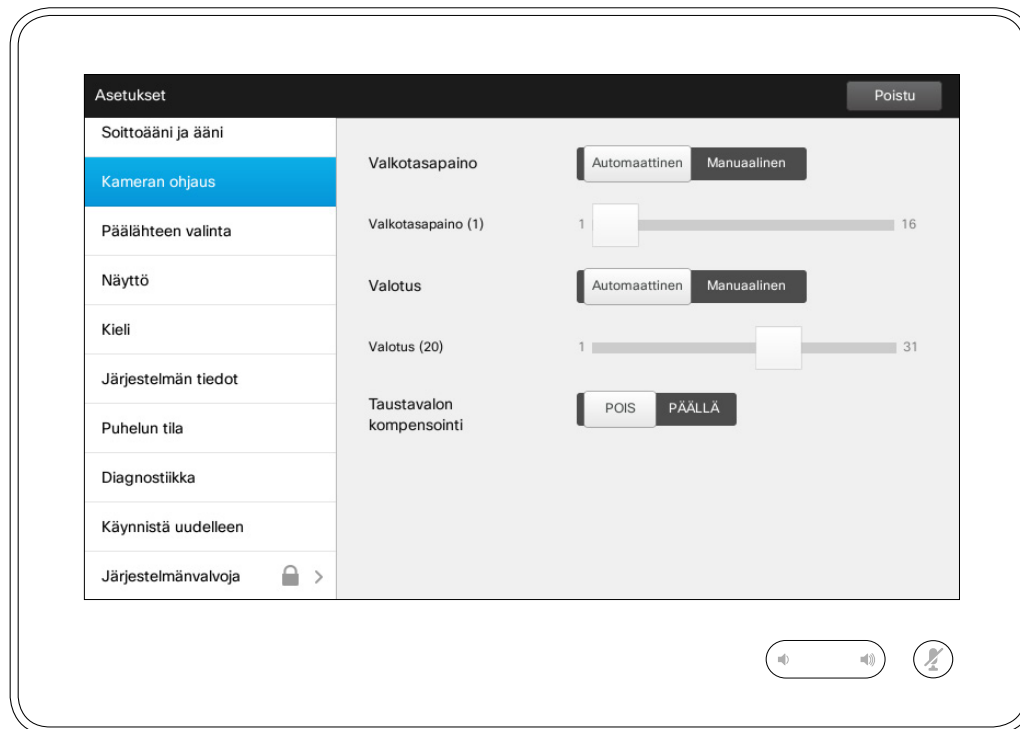 Asetukset
Poistu
Soittoääni ja ääni
Kameran ohjaus
Päälähteen valinta
Näyttö
Kieli
Järjestelmän tiedot
Puhelun tila
Diagnostiikka
Käynnistä uudelleen
Järjestelmänvalvoja
Valkotasapaino Automaattinen Manuaalinen
Valkotasapaino (1) 1 16
Valotus Automaattinen Manuaalinen
Valotus (20) 1 31
Taustavalon
kompensointi
POIS PÄÄLLÄ